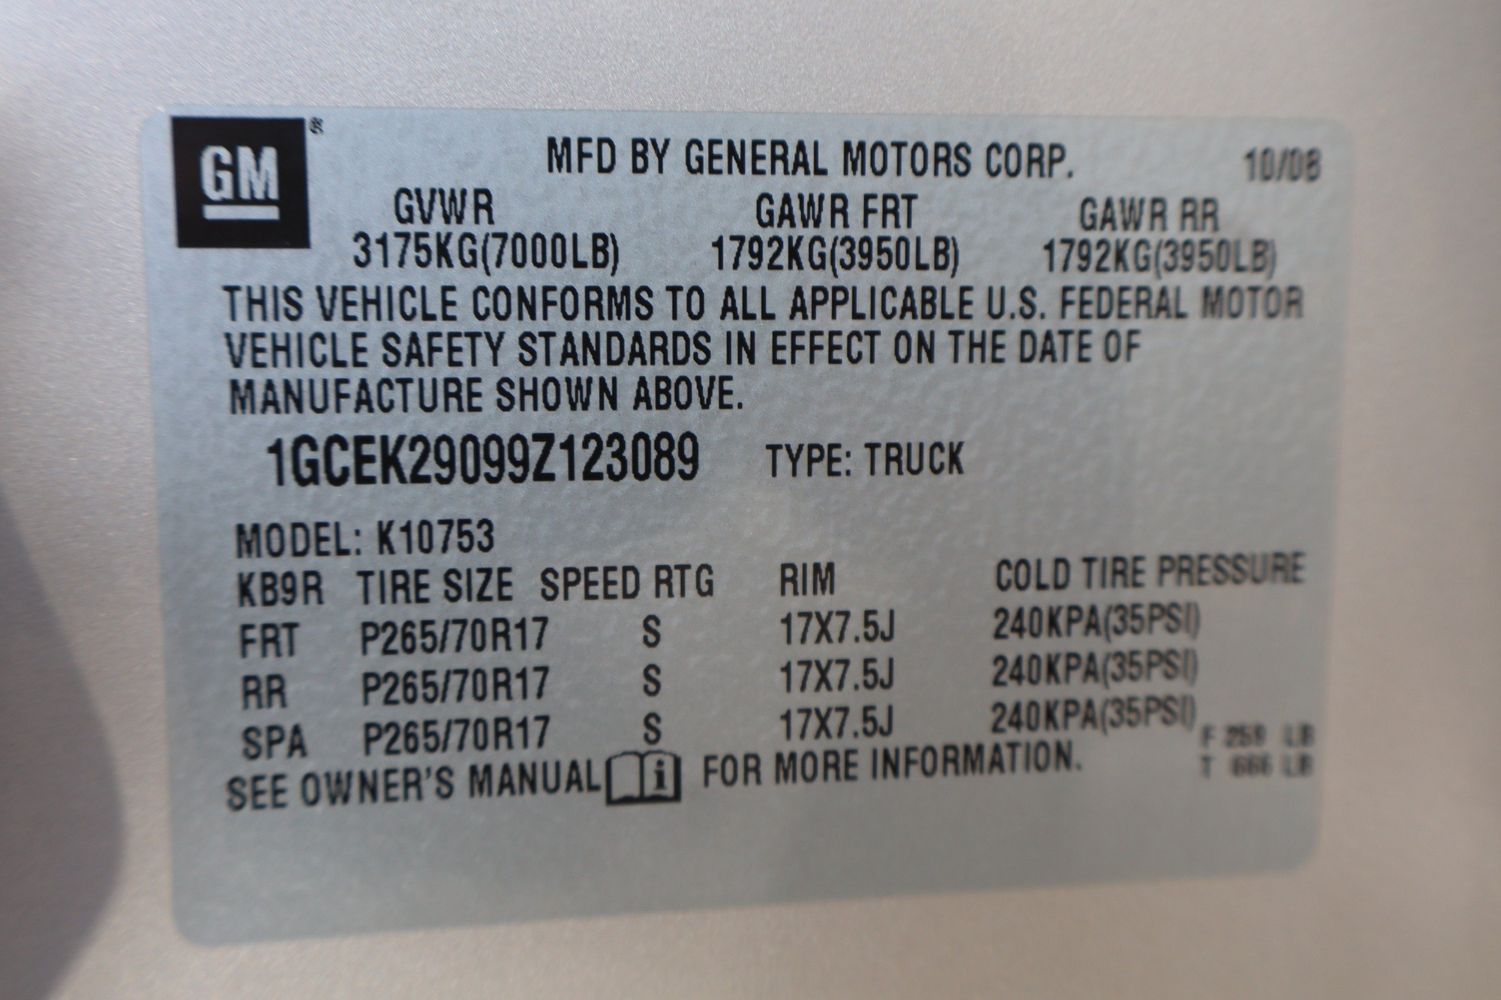 GM®
MFD BY GENERAL MOTORS CORP. 10/08
GVWR GAWR FRT GAWR RR
3175KG(7000LB) 1792KG(3950LB) 1792KG(3950LB)
THIS VEHICLE CONFORMS TO ALL APPLICABLE U.S. FEDERAL MOTOR
VEHICLE SAFETY STANDARDS IN EFFECT ON THE DATE OF
MANUFACTURE SHOWN ABOVE.
1GCEK29099Z123089 TYPE: TRUCK
MODEL: K10753
KB9R TIRE SIZE SPEED RTG RIM COLD TIRE PRESSURE
FRT P265/70R17 S 17X7.5J 240KPA(35PSI)
RR P265/70R17 S 17X7.5J 240KPA(35PSI)
SPA P265/70R17 S 17X7.5J 240KPA(35PSI)
SEE OWNER'S MANUAL i FOR MORE INFORMATION.
F LB
T LB